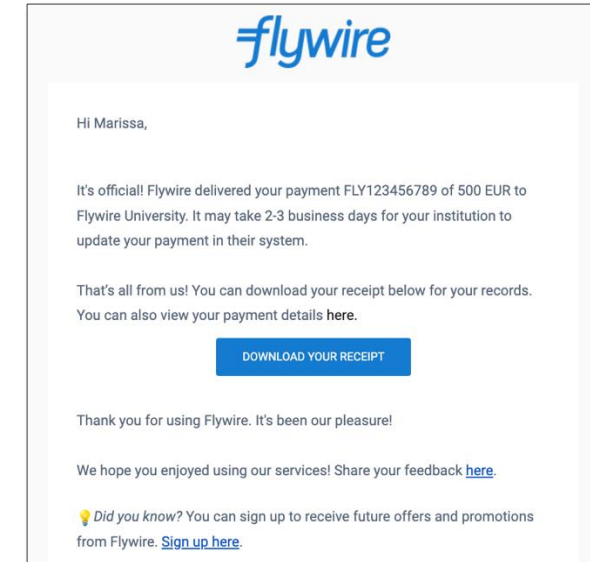 flywire
Hi Marissa,
It's official! Flywire delivered your payment FLY123456789 of 500 EUR to
Flywire University. It may take 2-3 business days for your institution to
update your payment in their system.
That's all from us! You can download your receipt below for your records.
You can also view your payment details here.
DOWNLOAD YOUR RECEIPT
Thank you for using Flywire. It's been our pleasure!
We hope you enjoyed using our services! Share your feedback here.
💡Did you know? You can sign up to receive future offers and promotions
from Flywire. Sign up here.